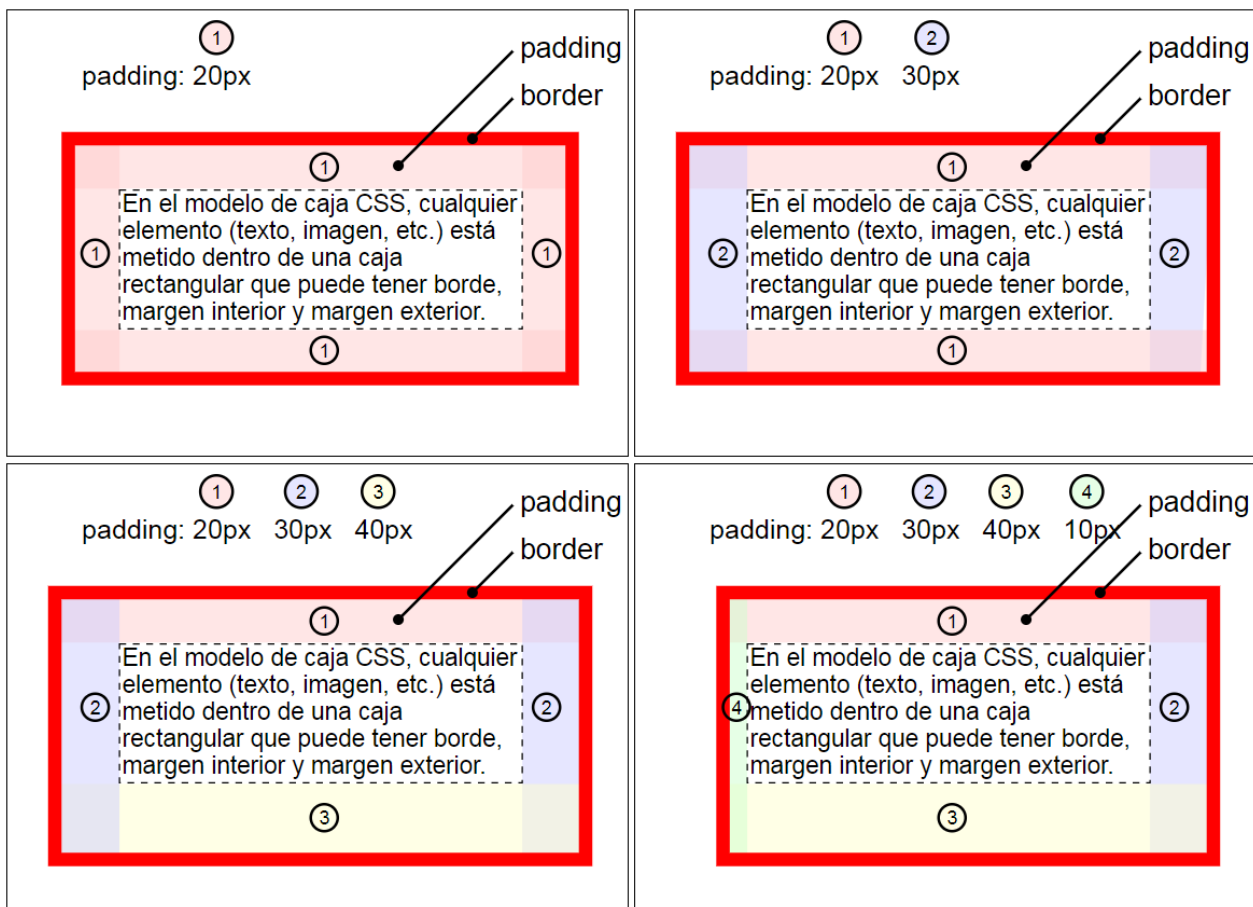 1
padding: 20px
padding
border
1
En el modelo de caja CSS, cualquier
elemento (texto, imagen, etc.) está
1 metido dentro de una caja 1
rectangular que puede tener borde,
margen interior y margen exterior.
1
1 2
padding: 20px 30px
padding
border
1
En el modelo de caja CSS, cualquier
elemento (texto, imagen, etc.) está
2 metido dentro de una caja 2
rectangular que puede tener borde,
margen interior y margen exterior.
1
1 2 3
padding: 20px 30px 40px
padding
border
1
En el modelo de caja CSS, cualquier
elemento (texto, imagen, etc.) está
2 metido dentro de una caja 2
rectangular que puede tener borde,
margen interior y margen exterior.
3
1 2 3 4
padding: 20px 30px 40px 10px
padding
border
1
En el modelo de caja CSS, cualquier
elemento (texto, imagen, etc.) está
4 metido dentro de una caja 2
rectangular que puede tener borde,
margen interior y margen exterior.
3